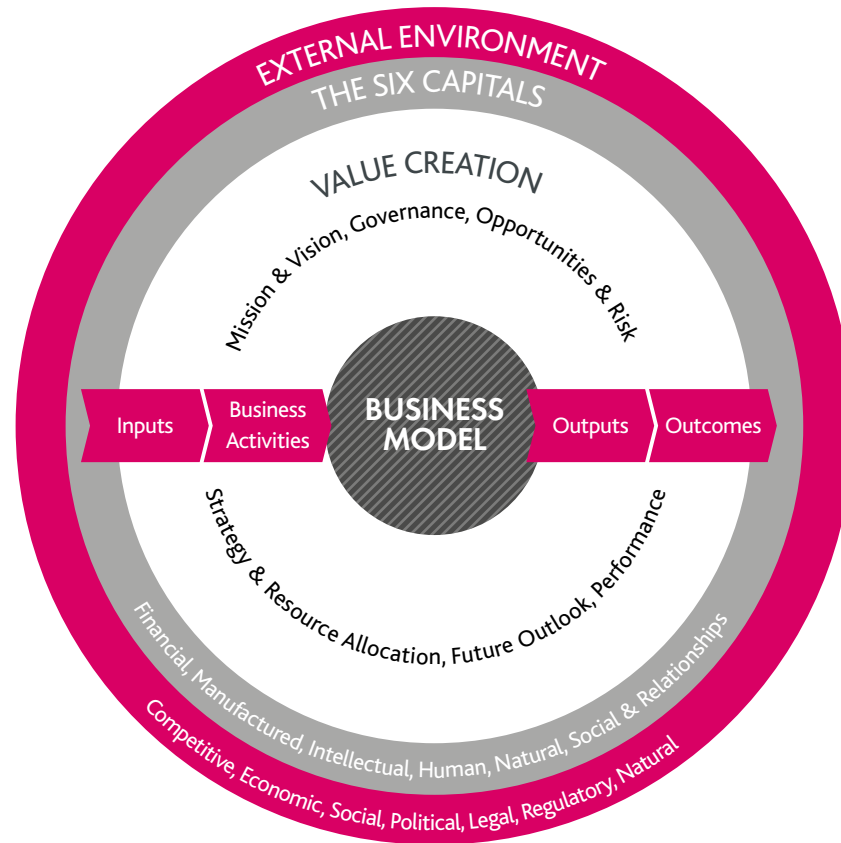 EXTERNAL ENVIRONMENT
THE SIX CAPITALS
VALUE CREATION
Mission & Vision, Governance, Opportunities & Risk
Inputs
Business
Activities
BUSINESS
MODEL
Outputs
Outcomes
Strategy & Resource Allocation, Future Outlook, Performance
Financial, Manufactured, Intellectual, Human, Natural, Social & Relationships
Competitive, Economic, Social, Political, Legal, Regulatory, Natural